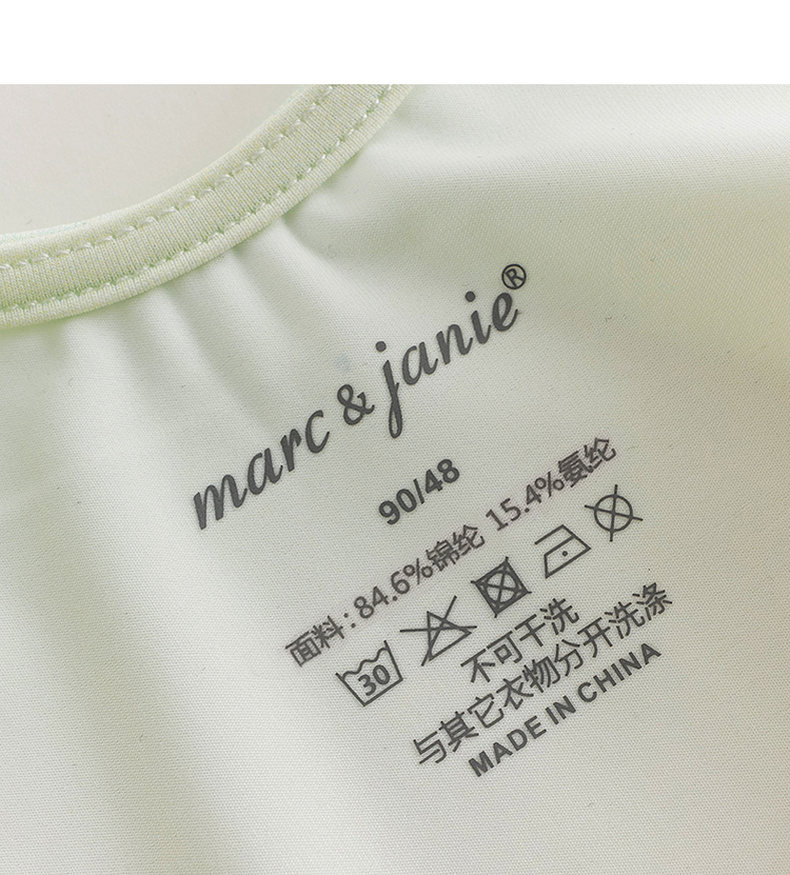 marc & janie®
90/48
面料：84.6%锦纶 15.4%氨纶
30
不可干洗
与其它衣物分开洗涤
MADE IN CHINA